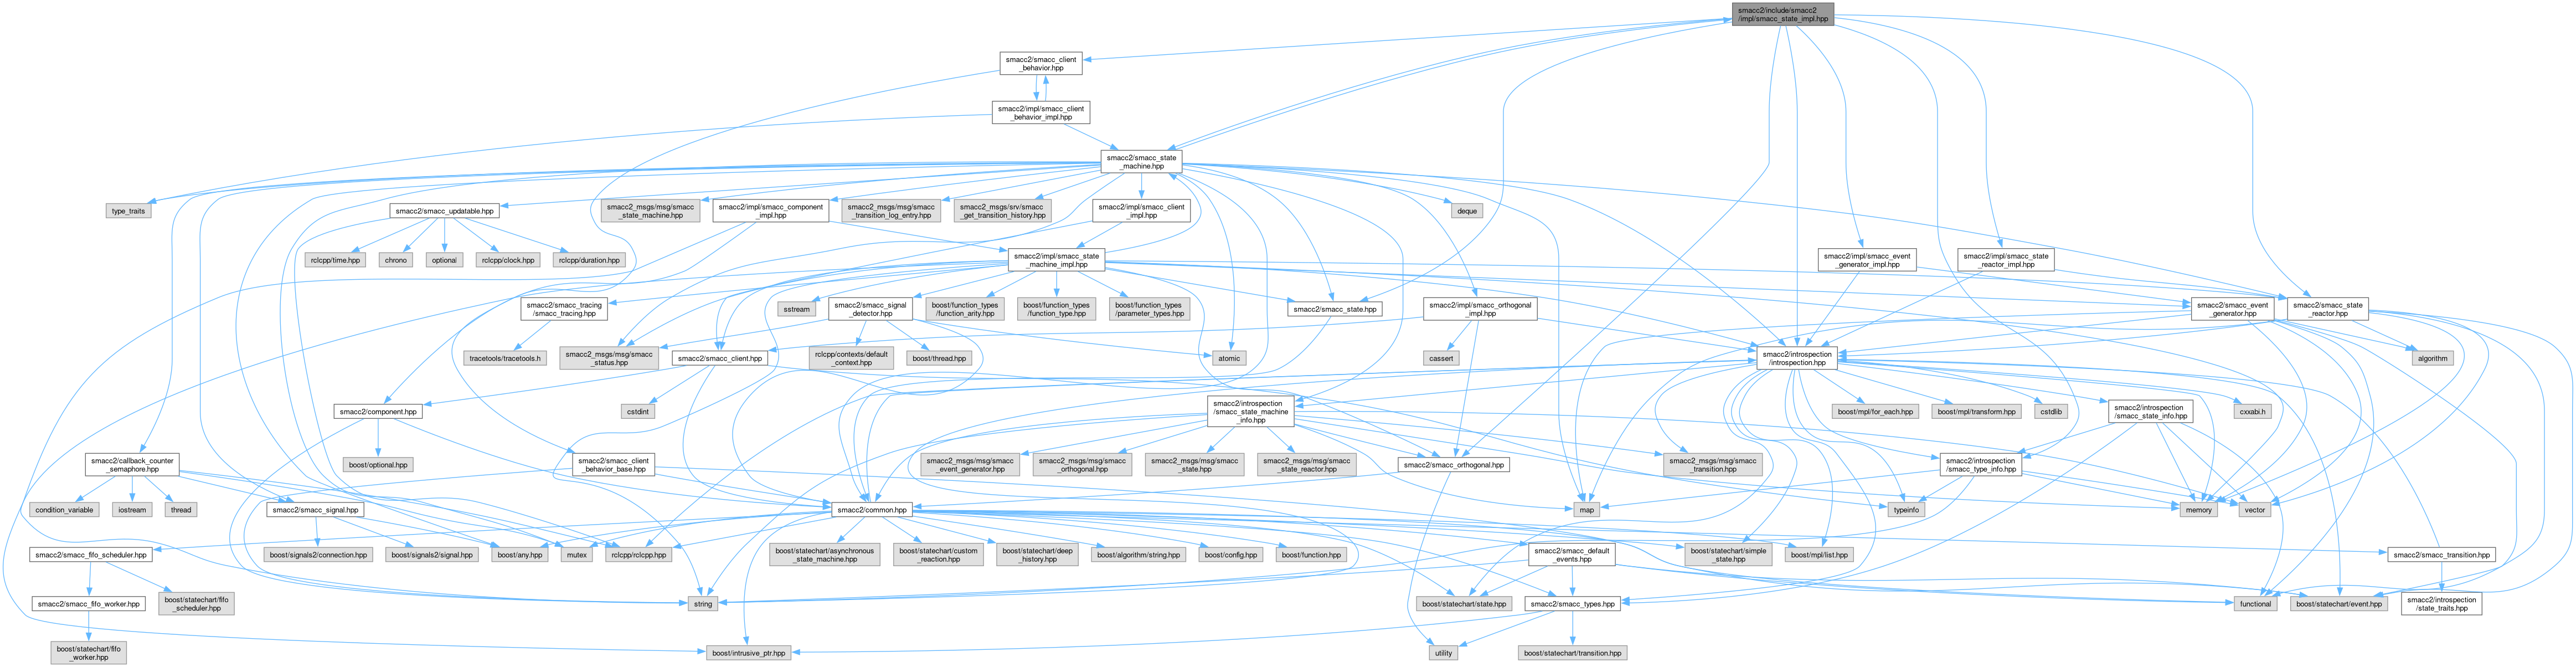 smacc2/include/smacc2
/impl/smacc_state_impl.hpp
smacc2/smacc_client
_behavior.hpp
smacc2/impl/smacc_client
_behavior_impl.hpp
smacc2/smacc_state
_machine.hpp
type_traits
smacc2/smacc_updatable.hpp
smacc2_msgs/msg/smacc
_state_machine.hpp
smacc2/impl/smacc_component
_impl.hpp
smacc2_msgs/msg/smacc
_transition_log_entry.hpp
smacc2_msgs/srv/smacc
_get_transition_history.hpp
smacc2/impl/smacc_client
_impl.hpp
deque
rclcpp/time.hpp
chrono
optional
rclcpp/clock.hpp
rclcpp/duration.hpp
smacc2/impl/smacc_state
_machine_impl.hpp
smacc2/impl/smacc_event
_generator_impl.hpp
smacc2/impl/smacc_state
_reactor_impl.hpp
smacc2/smacc_tracing
/smacc_tracing.hpp
sstream
smacc2/smacc_signal
_detector.hpp
boost/function_types
/function_arity.hpp
boost/function_types
/function_type.hpp
boost/function_types
/parameter_types.hpp
smacc2/smacc_state.hpp
smacc2/impl/smacc_orthogonal
_impl.hpp
smacc2/smacc_event
_generator.hpp
smacc2/smacc_state
_reactor.hpp
tracetools/tracetools.h
smacc2_msgs/msg/smacc
_status.hpp
smacc2/smacc_client.hpp
rclcpp/contexts/default
_context.hpp
boost/thread.hpp
atomic
cassert
smacc2/introspection
/introspection.hpp
algorithm
smacc2/component.hpp
cstdint
smacc2/introspection
/smacc_state_machine
_info.hpp
boost/mpl/for_each.hpp
boost/mpl/transform.hpp
cstdlib
smacc2/introspection
/smacc_state_info.hpp
cxxabi.h
smacc2/callback_counter
_semaphore.hpp
boost/optional.hpp
smacc2/smacc_client
_behavior_base.hpp
smacc2_msgs/msg/smacc
_event_generator.hpp
smacc2_msgs/msg/smacc
_orthogonal.hpp
smacc2_msgs/msg/smacc
_state.hpp
smacc2_msgs/msg/smacc
_state_reactor.hpp
smacc2/smacc_orthogonal.hpp
smacc2_msgs/msg/smacc
_transition.hpp
smacc2/introspection
/smacc_type_info.hpp
condition_variable
iostream
thread
smacc2/smacc_signal.hpp
smacc2/common.hpp
map
typeinfo
memory
vector
smacc2/smacc_fifo_scheduler.hpp
boost/signals2/connection.hpp
boost/signals2/signal.hpp
boost/any.hpp
mutex
rclcpp/rclcpp.hpp
boost/statechart/asynchronous
_state_machine.hpp
boost/statechart/custom
_reaction.hpp
boost/statechart/deep
_history.hpp
boost/algorithm/string.hpp
boost/config.hpp
boost/function.hpp
smacc2/smacc_default
_events.hpp
boost/statechart/simple
_state.hpp
boost/mpl/list.hpp
smacc2/smacc_transition.hpp
smacc2/smacc_fifo_worker.hpp
boost/statechart/fifo
_scheduler.hpp
string
boost/statechart/state.hpp
smacc2/smacc_types.hpp
functional
boost/statechart/event.hpp
smacc2/introspection
/state_traits.hpp
boost/statechart/fifo
_worker.hpp
boost/intrusive_ptr.hpp
utility
boost/statechart/transition.hpp